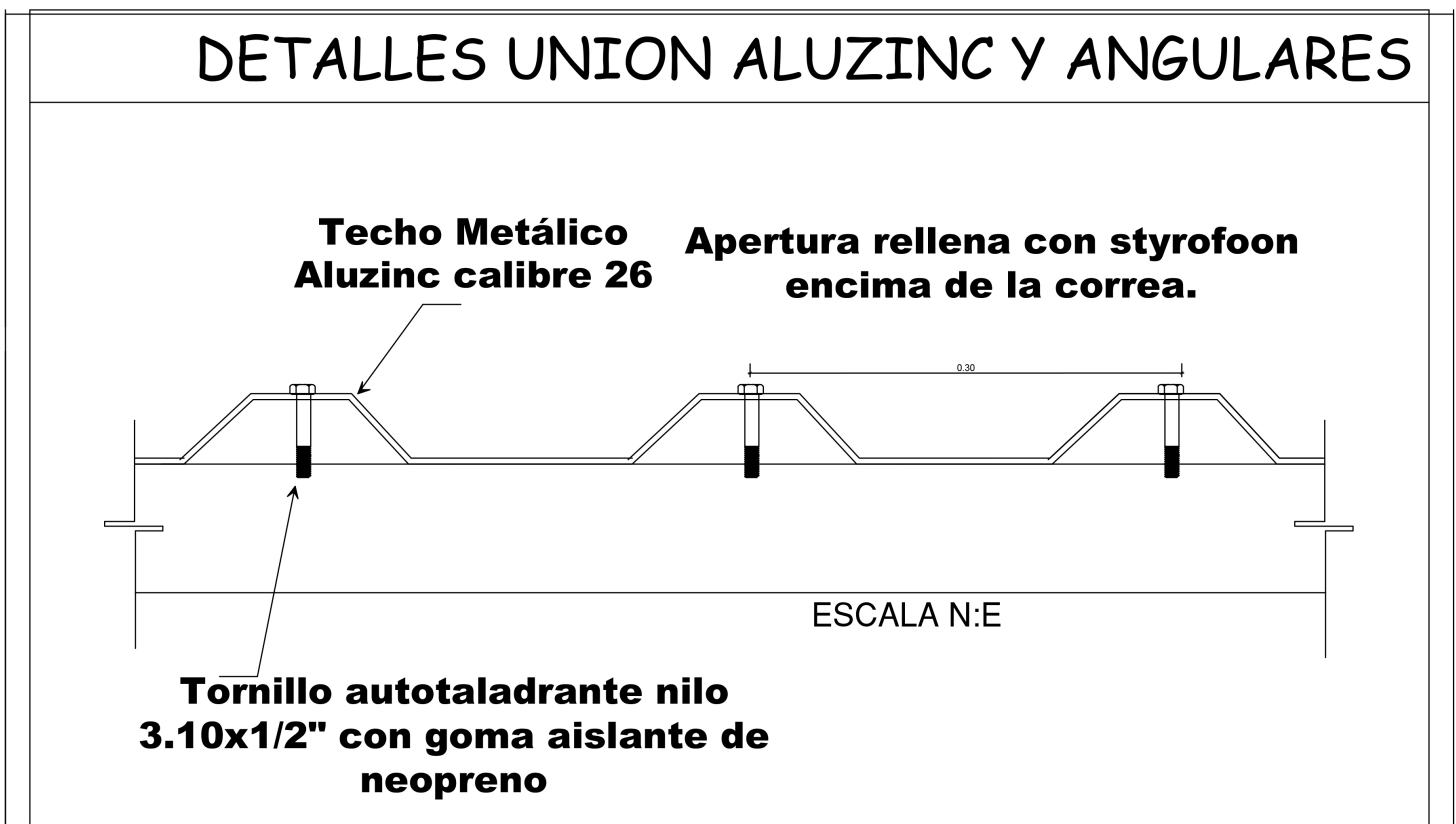 DETALLES UNION ALUZINC Y ANGULARES
Techo Metálico
Aluzinc calibre 26
Apertura rellena con styrofoon
encima de la correa.
0.30
ESCALA N:E
Tornillo autotaladrante nilo
3.10x1/2" con goma aislante de
neopreno